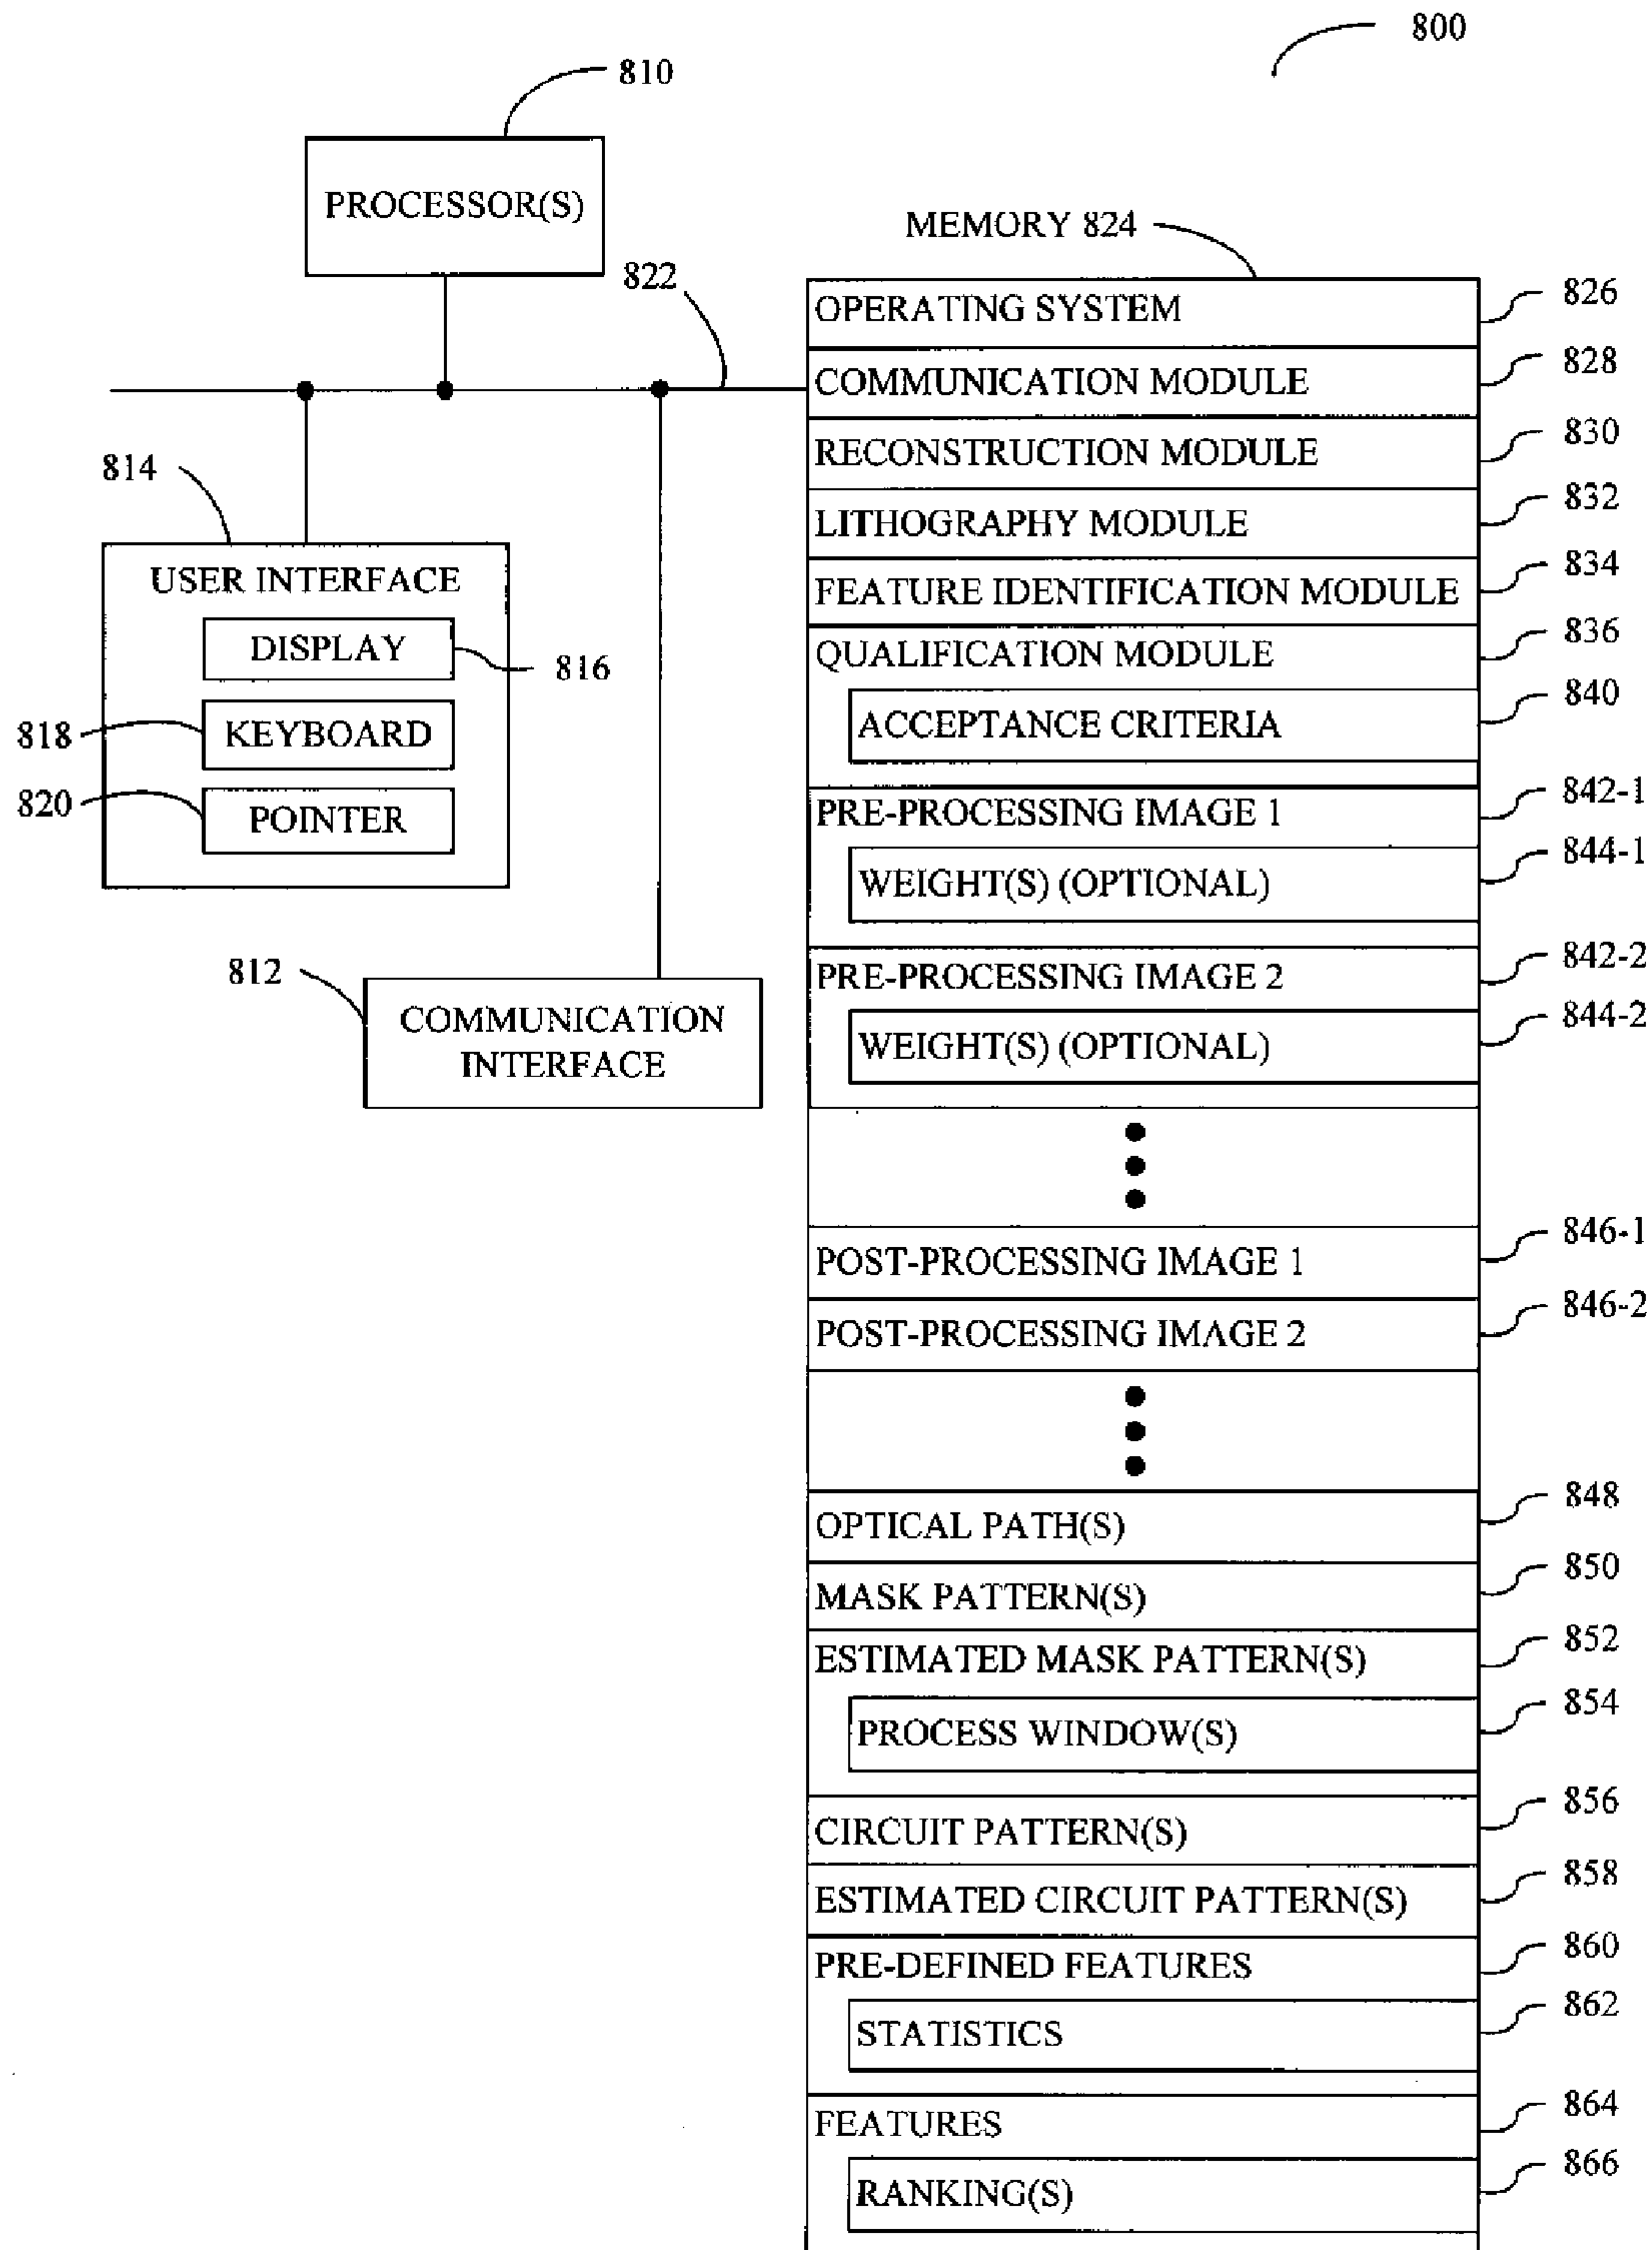 800
810
PROCESSOR(S)
MEMORY 824
822
OPERATING SYSTEM
826
COMMUNICATION MODULE
828
RECONSTRUCTION MODULE
830
LITHOGRAPHY MODULE
832
FEATURE IDENTIFICATION MODULE
834
QUALIFICATION MODULE
836
ACCEPTANCE CRITERIA
840
814
USER INTERFACE
DISPLAY
816
818
KEYBOARD
820
POINTER
812
COMMUNICATION
INTERFACE
PRE-PROCESSING IMAGE 1
842-1
WEIGHT(S) (OPTIONAL)
844-1
PRE-PROCESSING IMAGE 2
842-2
WEIGHT(S) (OPTIONAL)
844-2
POST-PROCESSING IMAGE 1
846-1
POST-PROCESSING IMAGE 2
846-2
OPTICAL PATH(S)
848
MASK PATTERN(S)
850
ESTIMATED MASK PATTERN(S)
852
PROCESS WINDOW(S)
854
CIRCUIT PATTERN(S)
856
ESTIMATED CIRCUIT PATTERN(S)
858
PRE-DEFINED FEATURES
860
STATISTICS
862
FEATURES
864
RANKING(S)
866